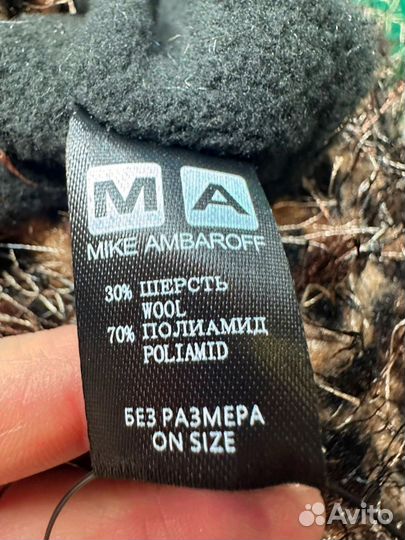 M A
MIKE AMBAROFF
30% ШЕРСТЬ
WOOL
70% ПОЛИАМИД
POLIAMID
БЕЗ РАЗМЕРА
ON SIZE
Avito